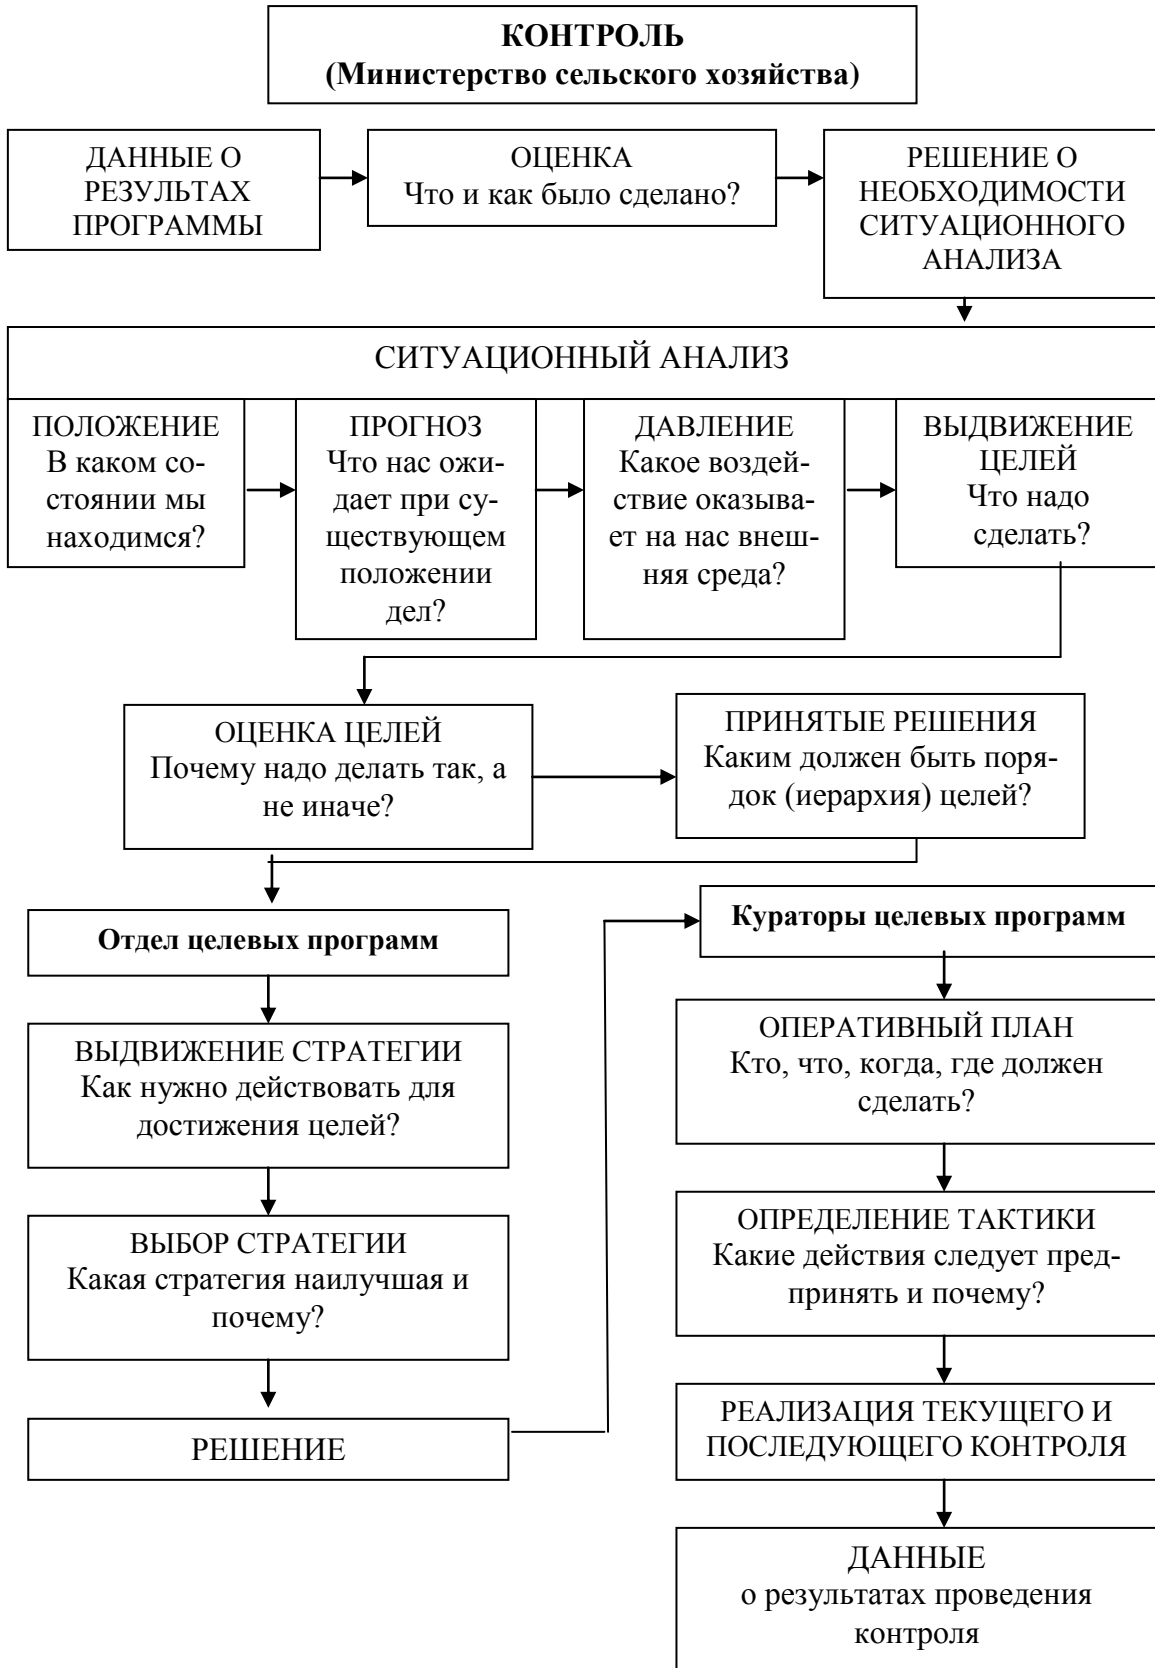 КОНТРОЛЬ
(Министерство сельского хозяйства)
ДАННЫЕ О
РЕЗУЛЬТАХ
ПРОГРАММЫ
ОЦЕНКА
Что и как было сделано?
РЕШЕНИЕ О
НЕОБХОДИМОСТИ
СИТУАЦИОННОГО
АНАЛИЗА
СИТУАЦИОННЫЙ АНАЛИЗ
ПОЛОЖЕНИЕ
В каком со-
стоянии мы
находимся?
ПРОГНОЗ
Что нас ожи-
дает при су-
ществующем
положении
дел?
ДАВЛЕНИЕ
Какое воздей-
ствие оказыва-
ет на нас внеш-
няя среда?
ВЫДВИЖЕНИЕ
ЦЕЛЕЙ
Что надо
сделать?
ОЦЕНКА ЦЕЛЕЙ
Почему надо делать так, а
не иначе?
ПРИНЯТЫЕ РЕШЕНИЯ
Каким должен быть поря-
док (иерархия) целей?
Отдел целевых программ
ВЫДВИЖЕНИЕ СТРАТЕГИИ
Как нужно действовать для
достижения целей?
ВЫБОР СТРАТЕГИИ
Какая стратегия наилучшая и
почему?
РЕШЕНИЕ
Кураторы целевых программ
ОПЕРАТИВНЫЙ ПЛАН
Кто, что, когда, где должен
сделать?
ОПРЕДЕЛЕНИЕ ТАКТИКИ
Какие действия следует пред-
принять и почему?
РЕАЛИЗАЦИЯ ТЕКУЩЕГО И
ПОСЛЕДУЮЩЕГО КОНТРОЛЯ
ДАННЫЕ
о результатах проведения
контроля